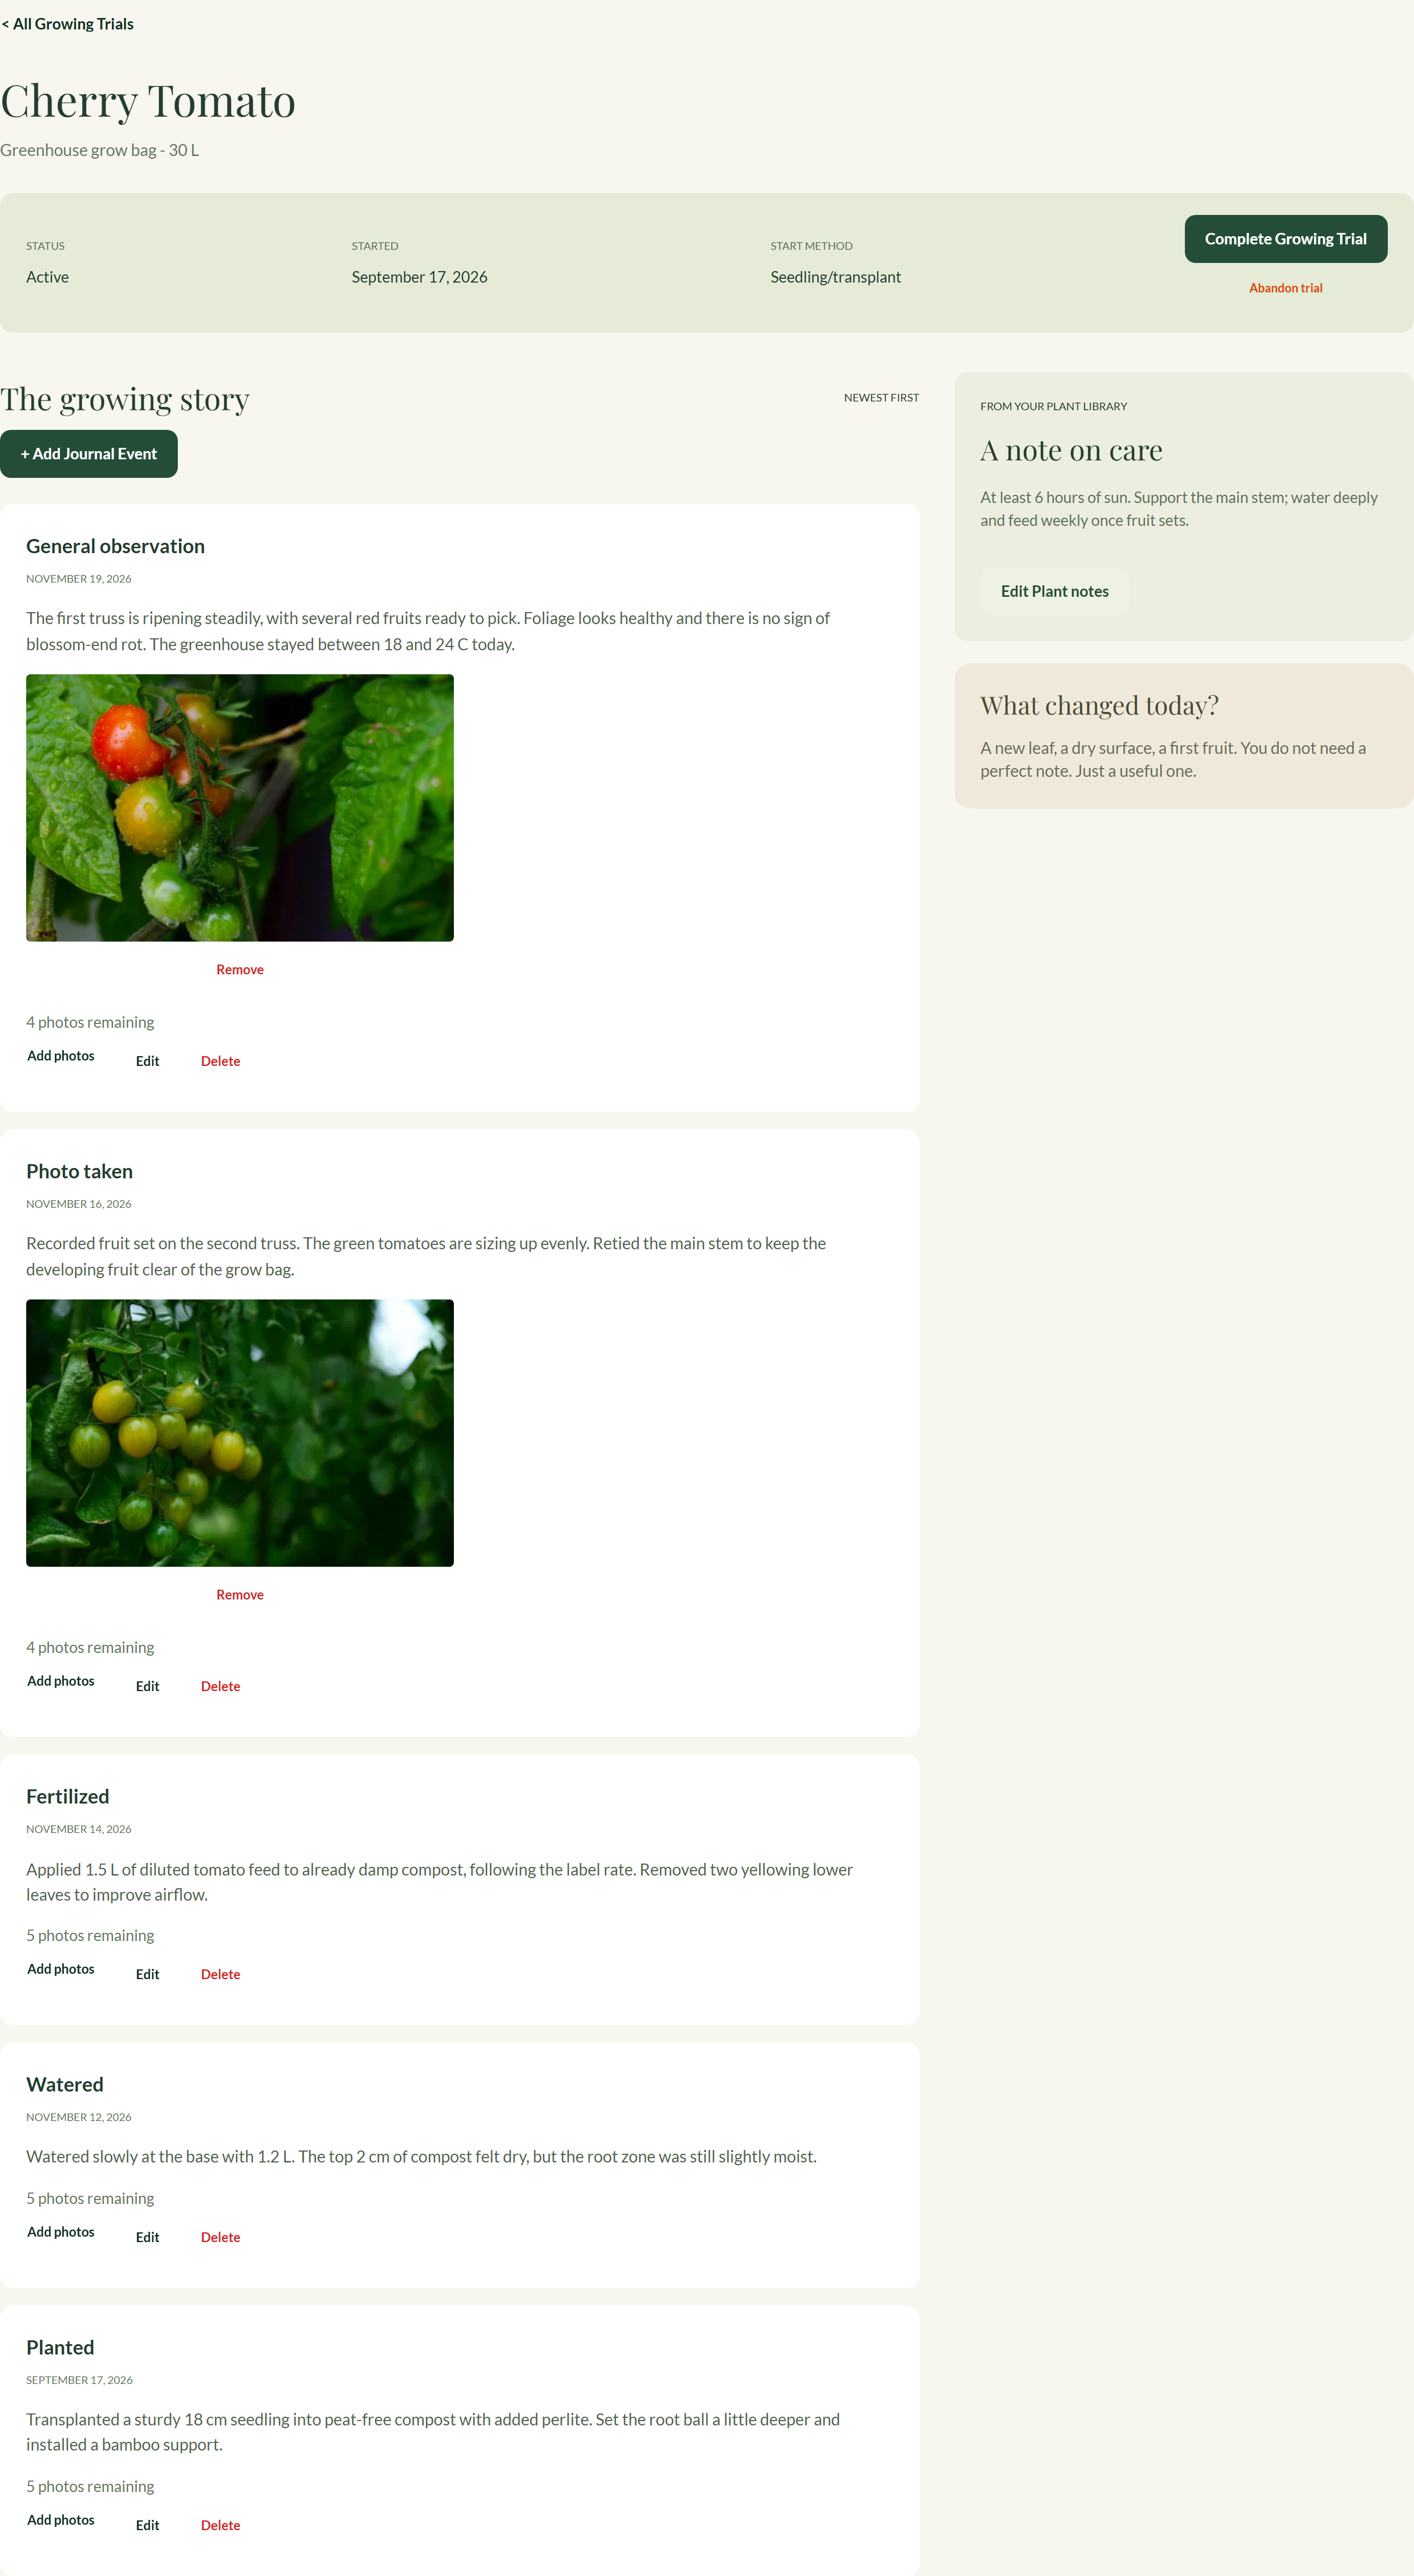 < All Growing Trials
Cherry Tomato
Greenhouse grow bag - 30 L
STATUS
Active
STARTED
September 17, 2026
START METHOD
Seedling/transplant
Complete Growing Trial
Abandon trial
The growing story
NEWEST FIRST
+ Add Journal Event
General observation
NOVEMBER 19, 2026
The first truss is ripening steadily, with several red fruits ready to pick. Foliage looks healthy and there is no sign of
blossom-end rot. The greenhouse stayed between 18 and 24 C today.
Remove
4 photos remaining
Add photos
Edit
Delete
Photo taken
NOVEMBER 16, 2026
Recorded fruit set on the second truss. The green tomatoes are sizing up evenly. Retied the main stem to keep the
developing fruit clear of the grow bag.
Remove
4 photos remaining
Add photos
Edit
Delete
Fertilized
NOVEMBER 14, 2026
Applied 1.5 L of diluted tomato feed to already damp compost, following the label rate. Removed two yellowing lower
leaves to improve airflow.
5 photos remaining
Add photos
Edit
Delete
Watered
NOVEMBER 12, 2026
Watered slowly at the base with 1.2 L. The top 2 cm of compost felt dry, but the root zone was still slightly moist.
5 photos remaining
Add photos
Edit
Delete
Planted
SEPTEMBER 17, 2026
Transplanted a sturdy 18 cm seedling into peat-free compost with added perlite. Set the root ball a little deeper and
installed a bamboo support.
5 photos remaining
Add photos
Edit
Delete
FROM YOUR PLANT LIBRARY
A note on care
At least 6 hours of sun. Support the main stem; water deeply
and feed weekly once fruit sets.
Edit Plant notes
What changed today?
A new leaf, a dry surface, a first fruit. You do not need a
perfect note. Just a useful one.